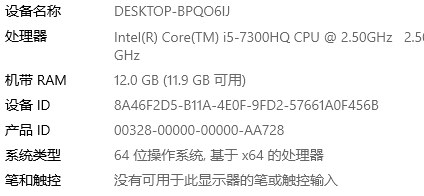 设备名称 DESKTOP-BPQO6IJ
处理器 Intel(R) Core(TM) i5-7300HQ CPU @ 2.50GHz 2.50
GHz
机带 RAM 12.0 GB (11.9 GB 可用)
设备 ID 8A46F2D5-B11A-4E0F-9FD2-57661A0F456B
产品 ID 00328-00000-00000-AA728
系统类型 64 位操作系统, 基于 x64 的处理器
笔和触控 没有可用于此显示器的笔或触控输入